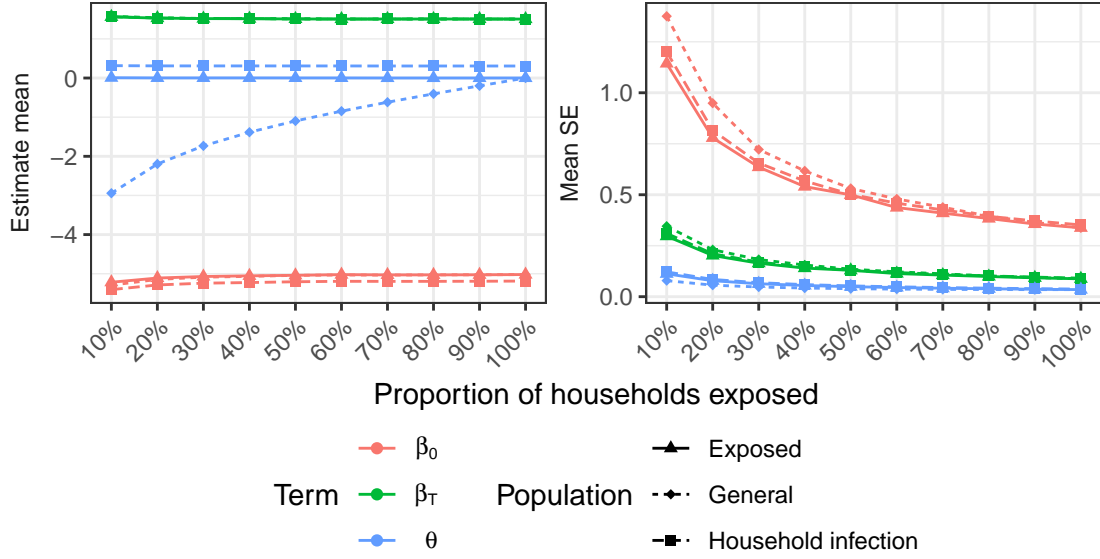 Estimate mean
0
−2
−4
10% 20% 30% 40% 50% 60% 70% 80% 90% 100%
Mean SE
1.0
0.5
0.0
10% 20% 30% 40% 50% 60% 70% 80% 90% 100%
Proportion of households exposed
Term
β₀
β_T
θ
Population
Exposed
General
Household infection